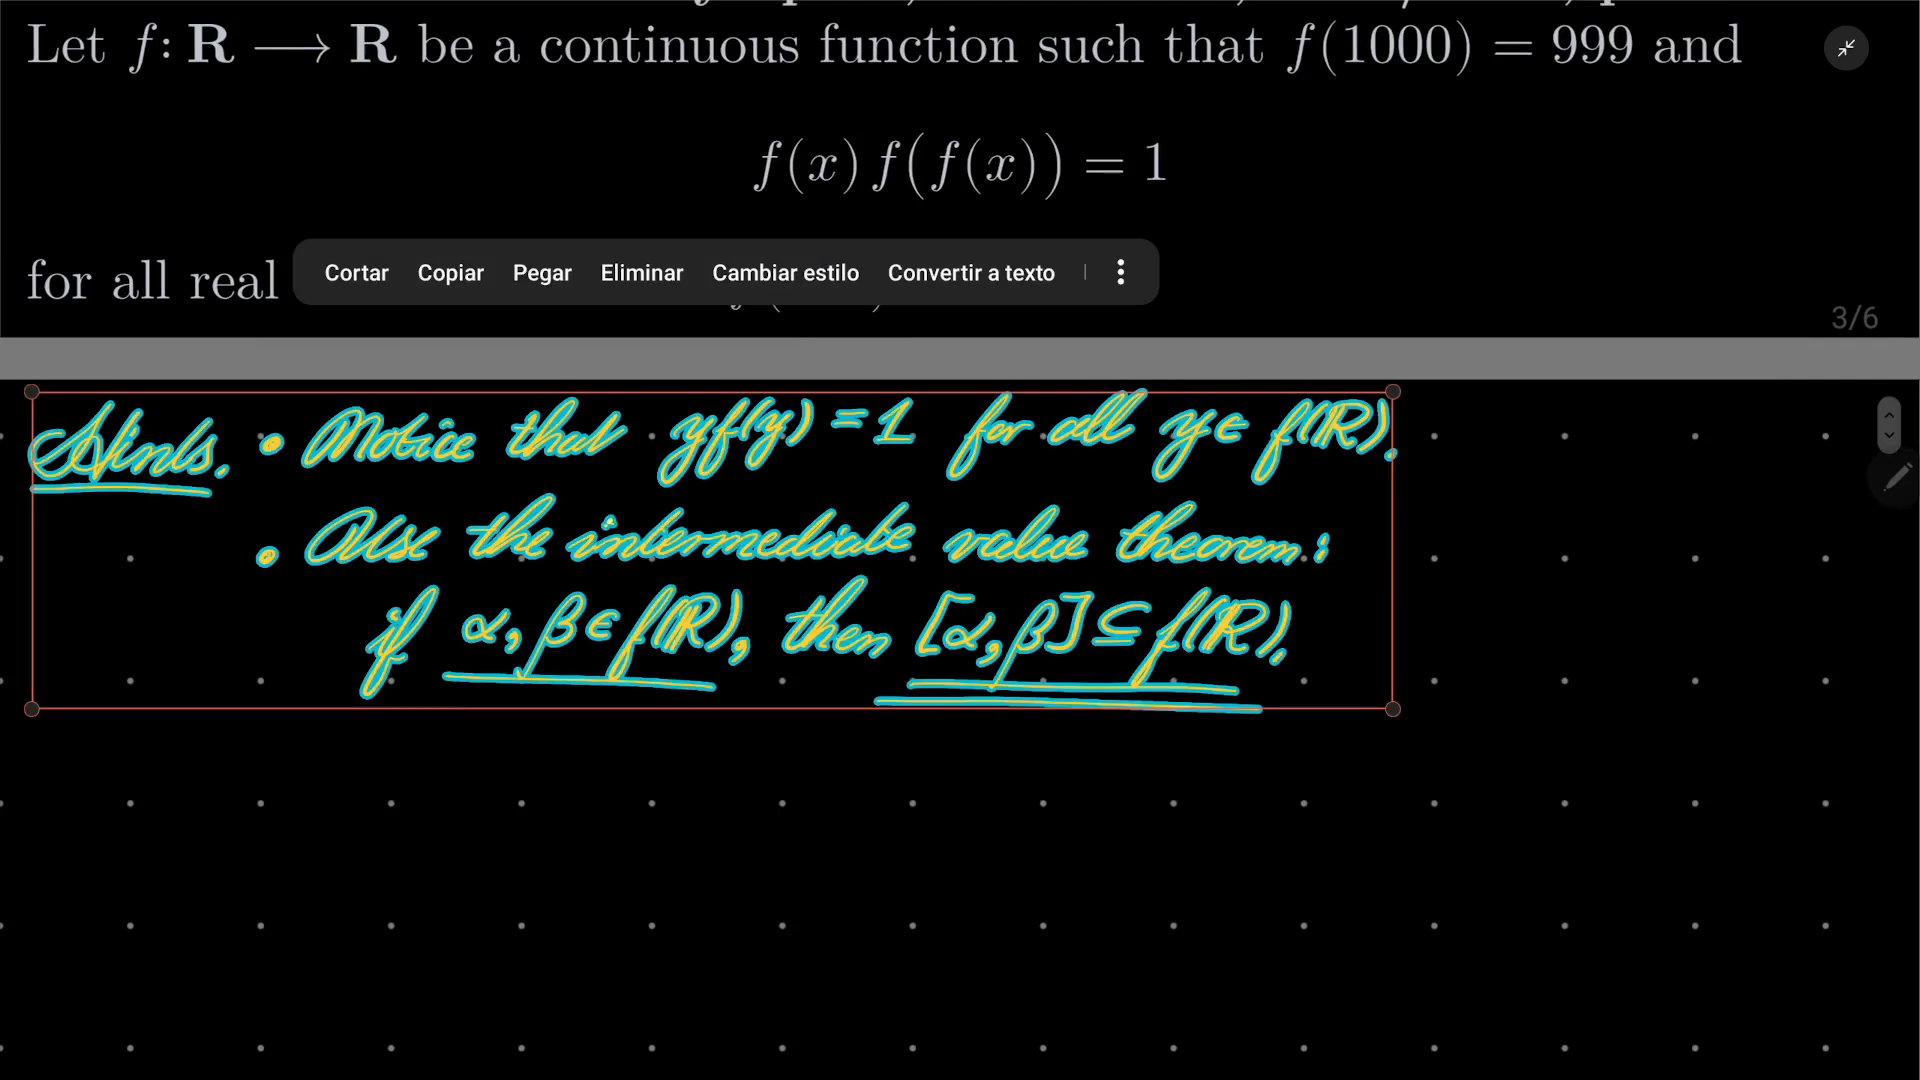 Let f: R ⟶ R be a continuous function such that f(1000) = 999 and
f(x) f(f(x)) = 1
for all real
Cortar Copiar Pegar Eliminar Cambiar estilo Convertir a texto
3/6
Hints. • Notice that yf(y) = 1 for all y ∈ f(ℝ).
• Use the intermediate value theorem:
if α, β ∈ f(ℝ), then [α, β] ⊆ f(ℝ).